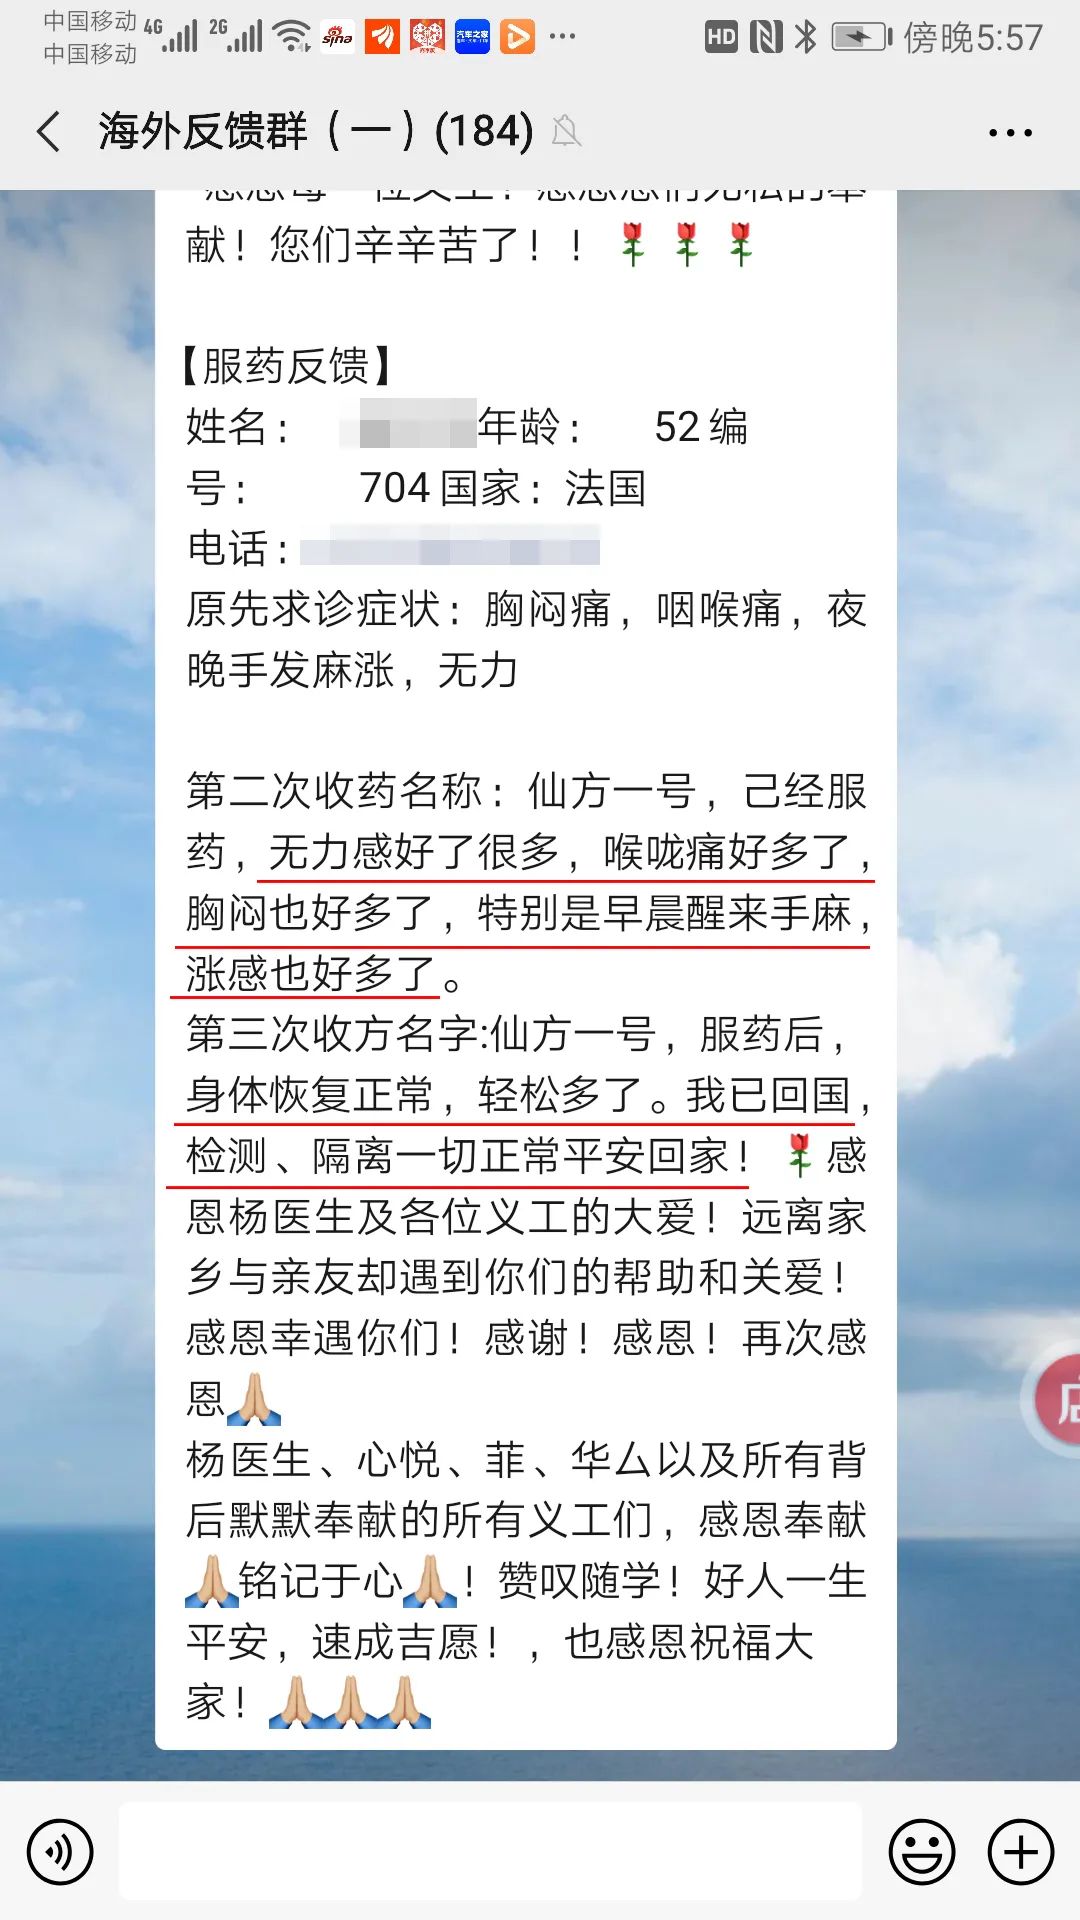 中国移动 4G 2G HD 傍晚5:57
中国移动
sina
汽车之家
海外反馈群（一）(184)
献！您们辛辛苦了！！🌹🌹🌹
【服药反馈】
姓名： 年龄： 52 编
号： 704 国家：法国
电话：
原先求诊症状：胸闷痛，咽喉痛，夜
晚手发麻涨，无力
第二次收药名称：仙方一号，己经服
药，无力感好了很多，喉咙痛好多了，
胸闷也好多了，特别是早晨醒来手麻，
涨感也好多了。
第三次收方名字:仙方一号，服药后，
身体恢复正常，轻松多了。我已回国，
检测、隔离一切正常平安回家！🌹感
恩杨医生及各位义工的大爱！远离家
乡与亲友却遇到你们的帮助和关爱！
感恩幸遇你们！感谢！感恩！再次感
恩🙏🏼
杨医生、心悦、菲、华厶以及所有背
后默默奉献的所有义工们，感恩奉献
🙏🏼铭记于心🙏🏼！赞叹随学！好人一生
平安，速成吉愿！，也感恩祝福大
家！🙏🏼🙏🏼🙏🏼